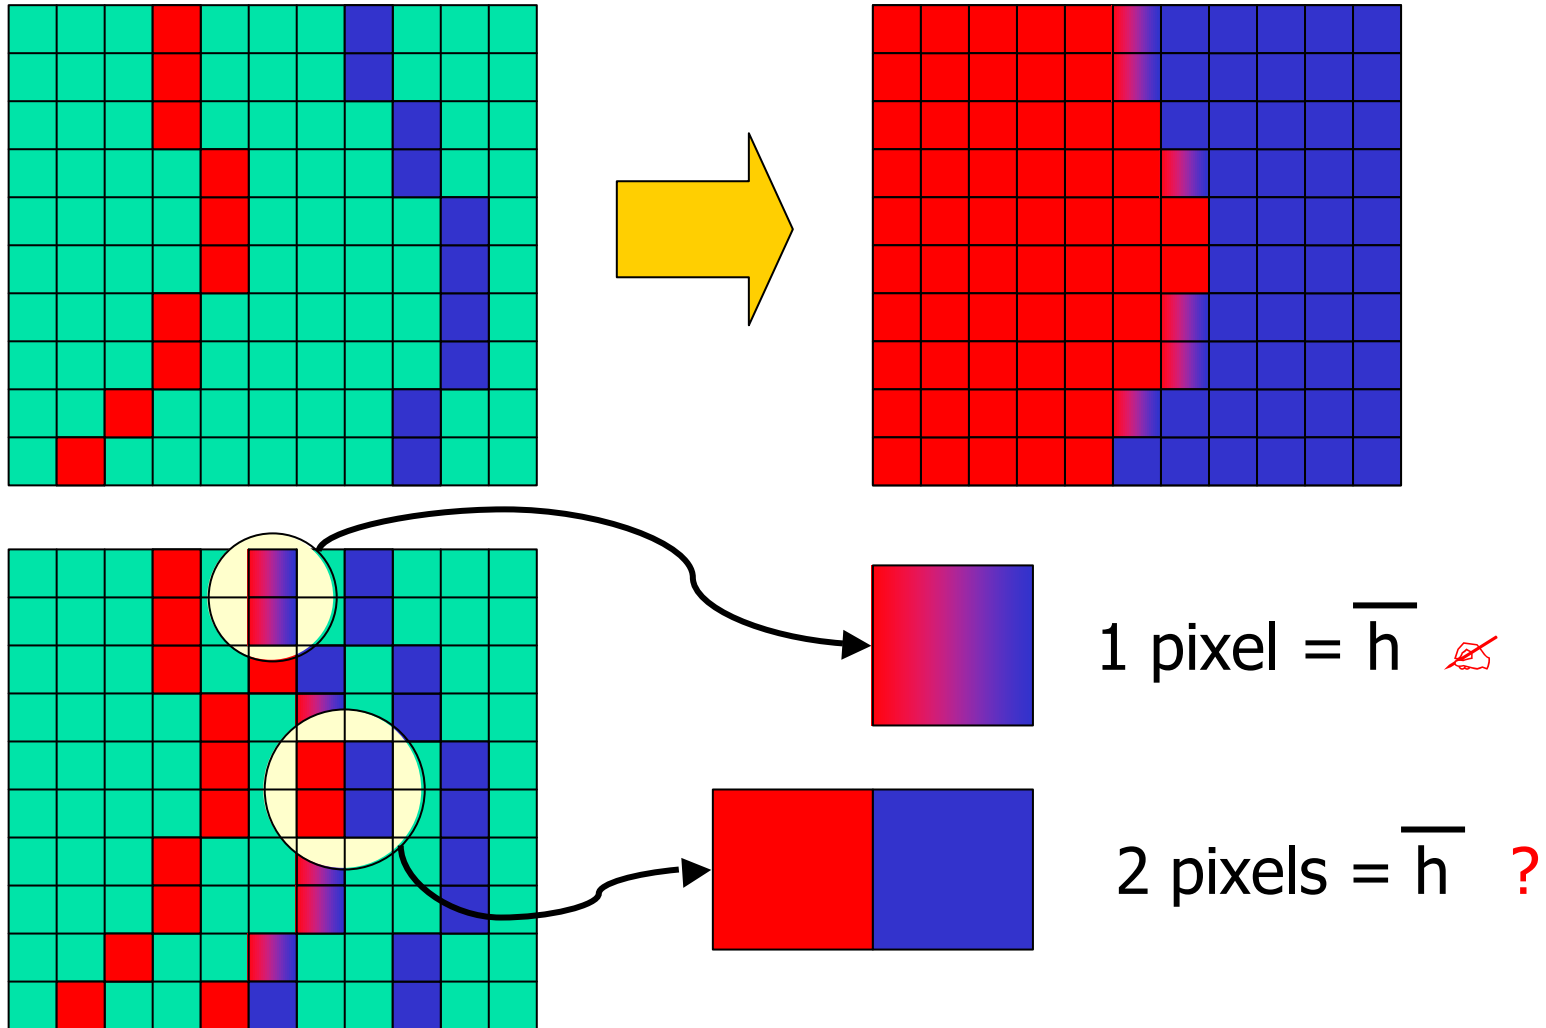 1 pixel = h̅ ✍
2 pixels = h̅ ?